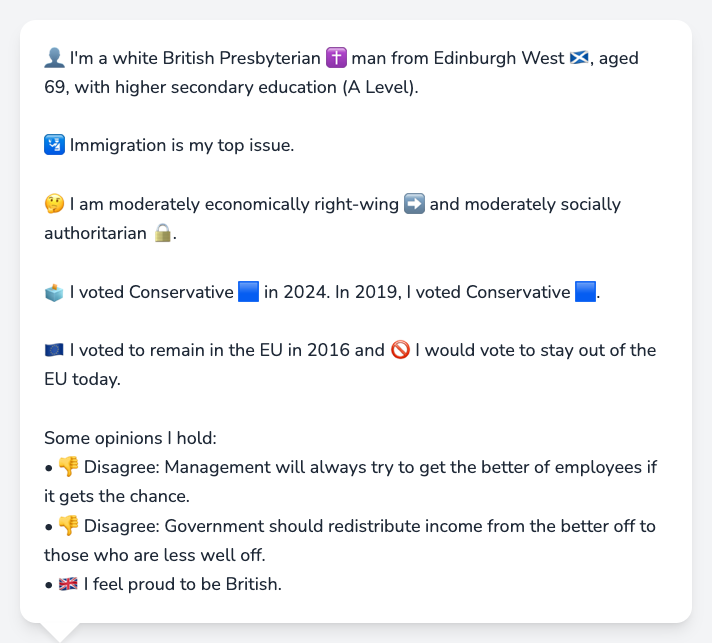 👤 I'm a white British Presbyterian ✝️ man from Edinburgh West 🏴󠁧󠁢󠁳󠁣󠁴󠁿, aged
69, with higher secondary education (A Level).
🛂 Immigration is my top issue.
🤔 I am moderately economically right-wing ➡️ and moderately socially
authoritarian 🔒.
🗳️ I voted Conservative 🟦 in 2024. In 2019, I voted Conservative 🟦.
🇪🇺 I voted to remain in the EU in 2016 and 🚫 I would vote to stay out of the
EU today.
Some opinions I hold:
• 👎 Disagree: Management will always try to get the better of employees if
it gets the chance.
• 👎 Disagree: Government should redistribute income from the better off to
those who are less well off.
• 🇬🇧 I feel proud to be British.